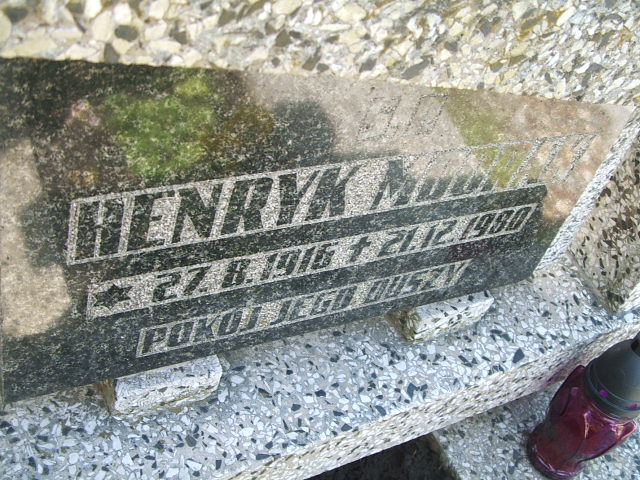 Ś.P.
HENRYK
* 27.8.1916 † 21.12.1980
POKÓJ JEGO DUSZY